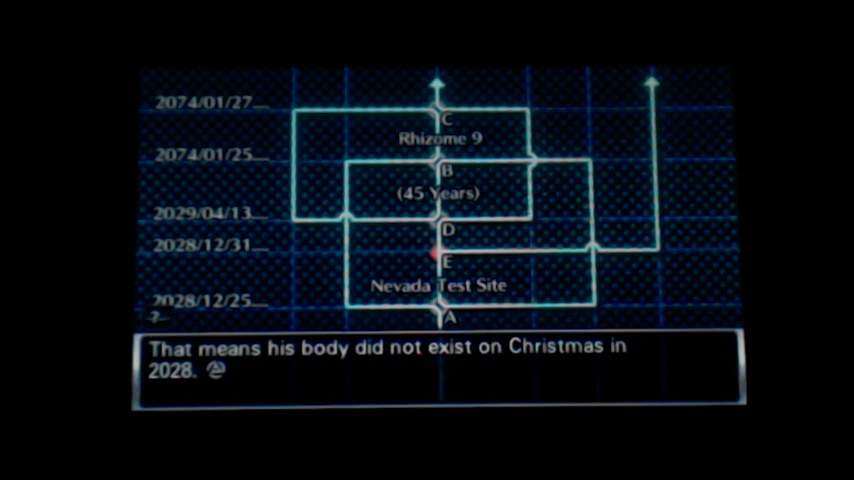 2074/01/27
C
Rhizome 9
2074/01/25
B
(45 Years)
2029/04/13
D
2028/12/31
E
Nevada Test Site
2028/12/25
A
?
That means his body did not exist on Christmas in
2028.